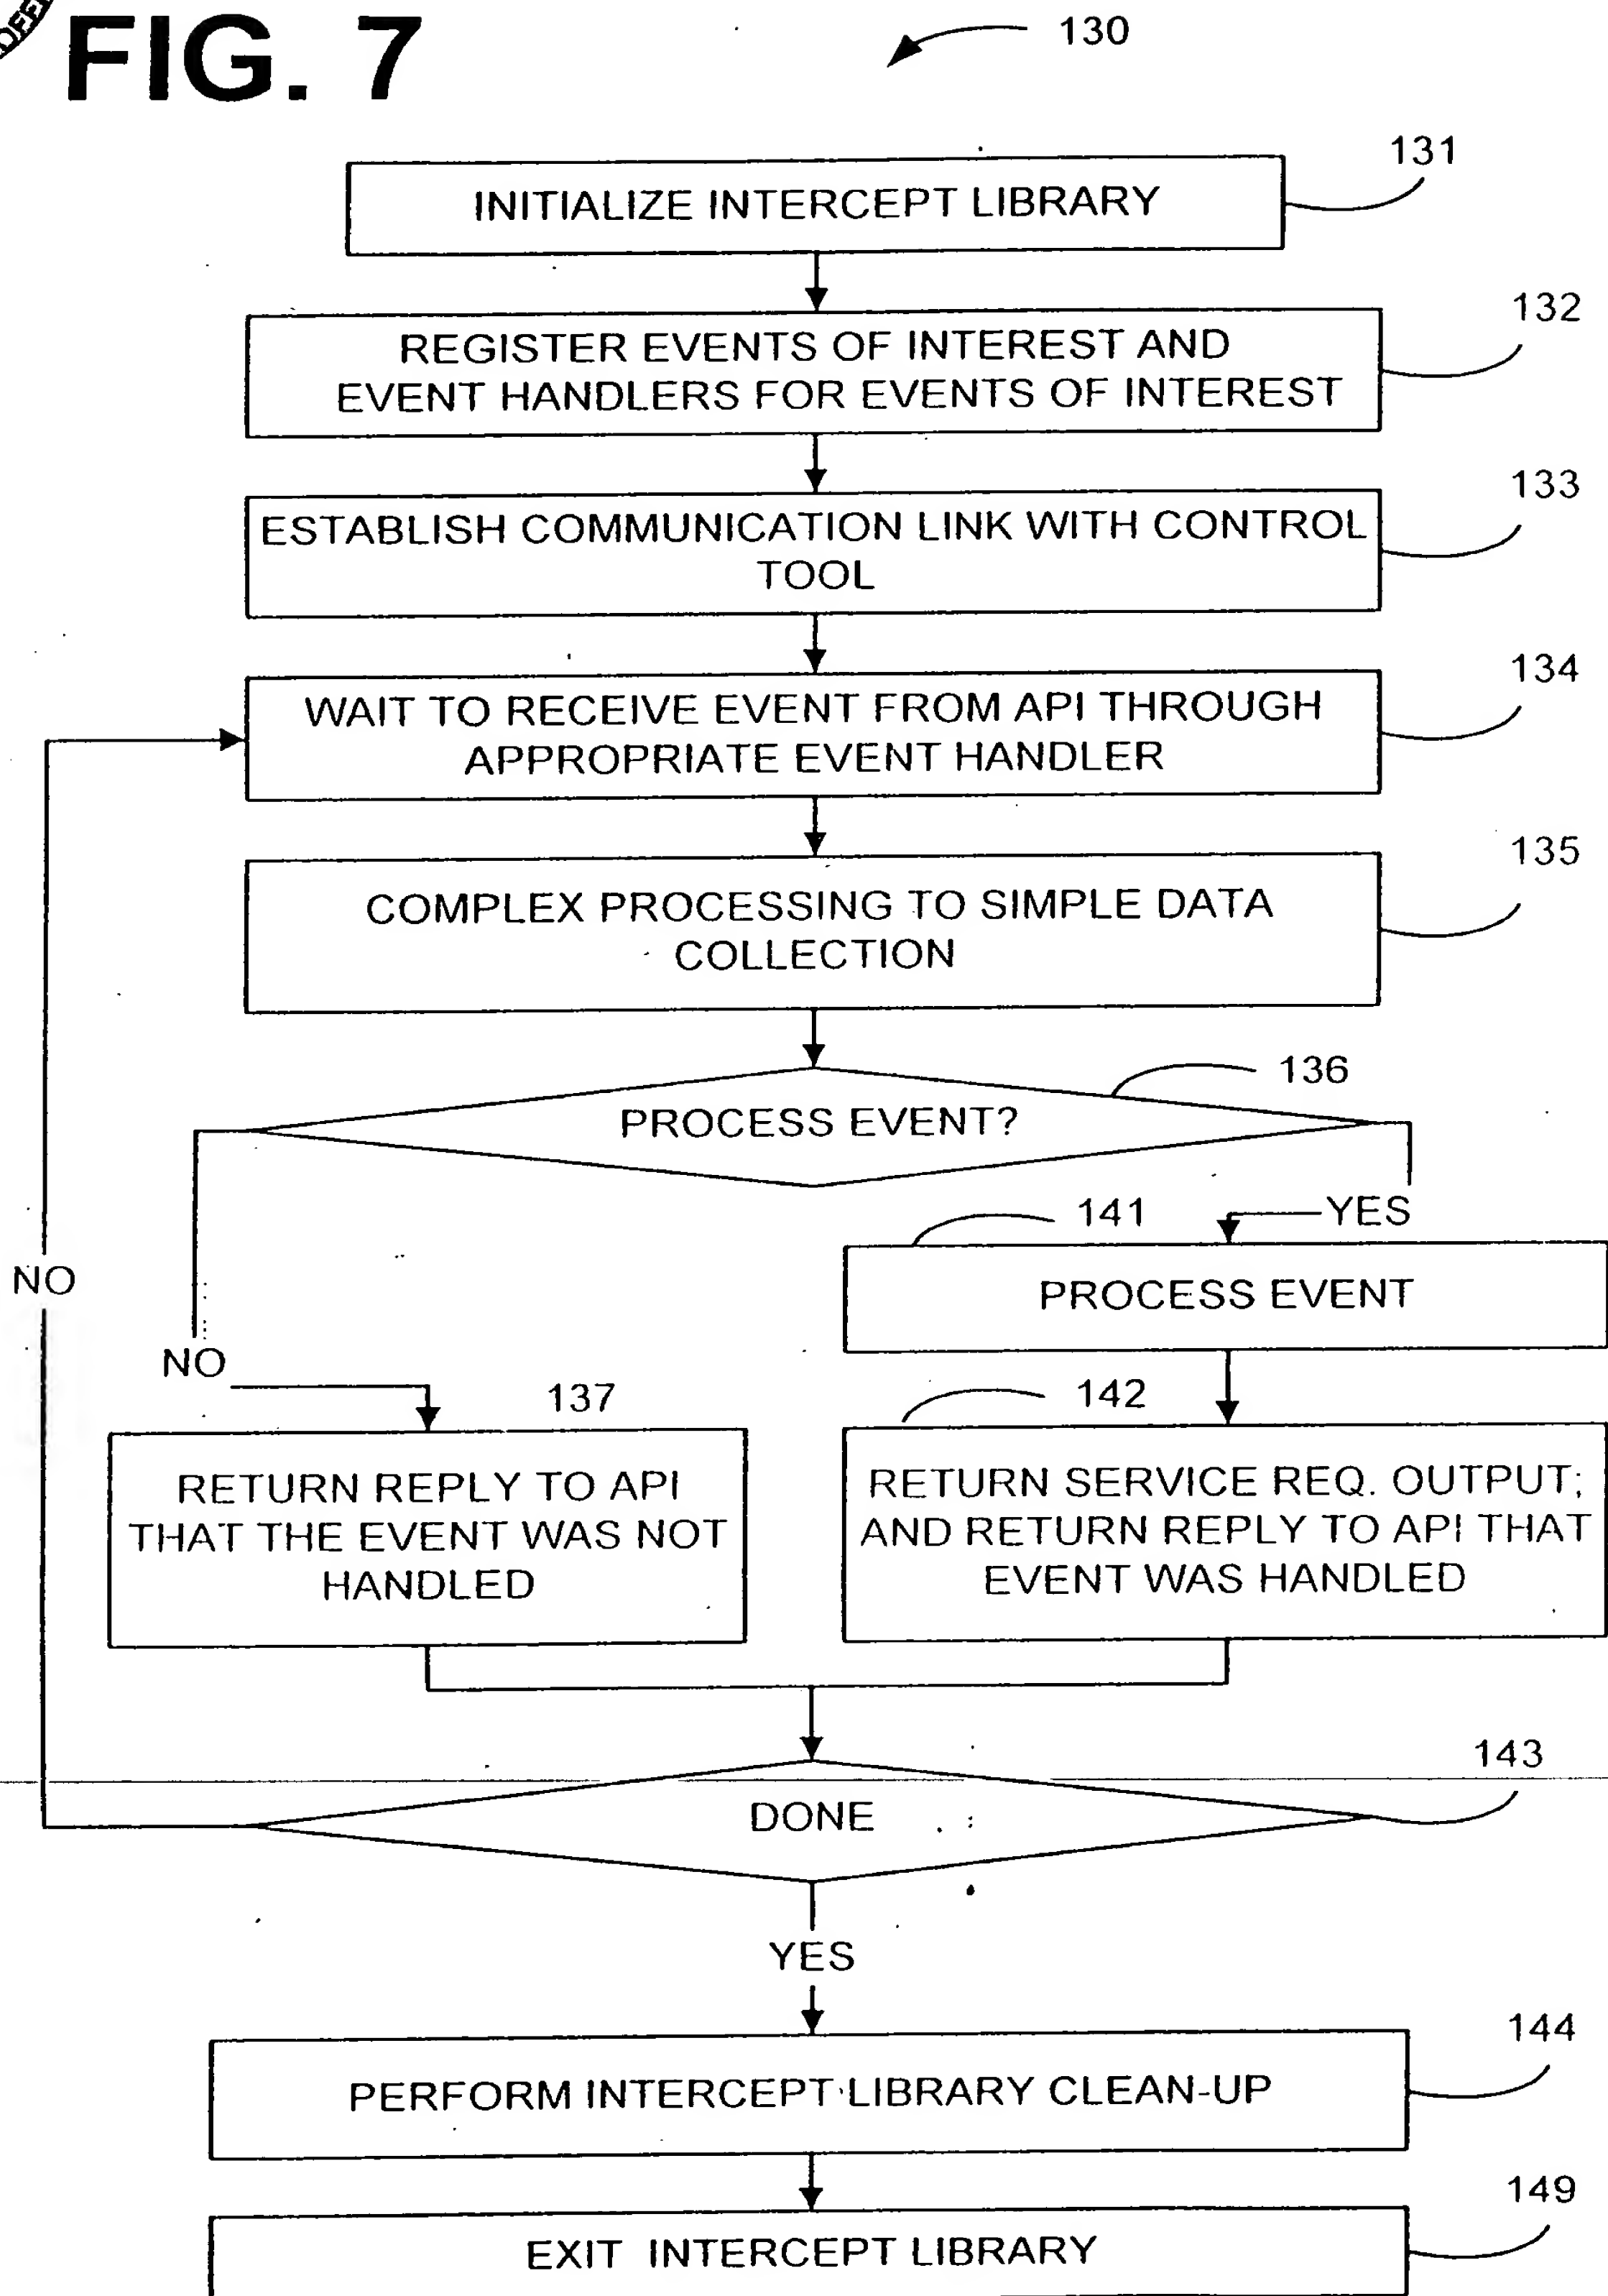 FIG. 7
130
131
INITIALIZE INTERCEPT LIBRARY
132
REGISTER EVENTS OF INTEREST AND
EVENT HANDLERS FOR EVENTS OF INTEREST
133
ESTABLISH COMMUNICATION LINK WITH CONTROL
TOOL
134
WAIT TO RECEIVE EVENT FROM API THROUGH
APPROPRIATE EVENT HANDLER
135
COMPLEX PROCESSING TO SIMPLE DATA
COLLECTION
136
PROCESS EVENT?
141
YES
NO
PROCESS EVENT
NO
137
142
RETURN REPLY TO API
THAT THE EVENT WAS NOT
HANDLED
RETURN SERVICE REQ. OUTPUT;
AND RETURN REPLY TO API THAT
EVENT WAS HANDLED
143
DONE
YES
144
PERFORM INTERCEPT LIBRARY CLEAN-UP
149
EXIT INTERCEPT LIBRARY